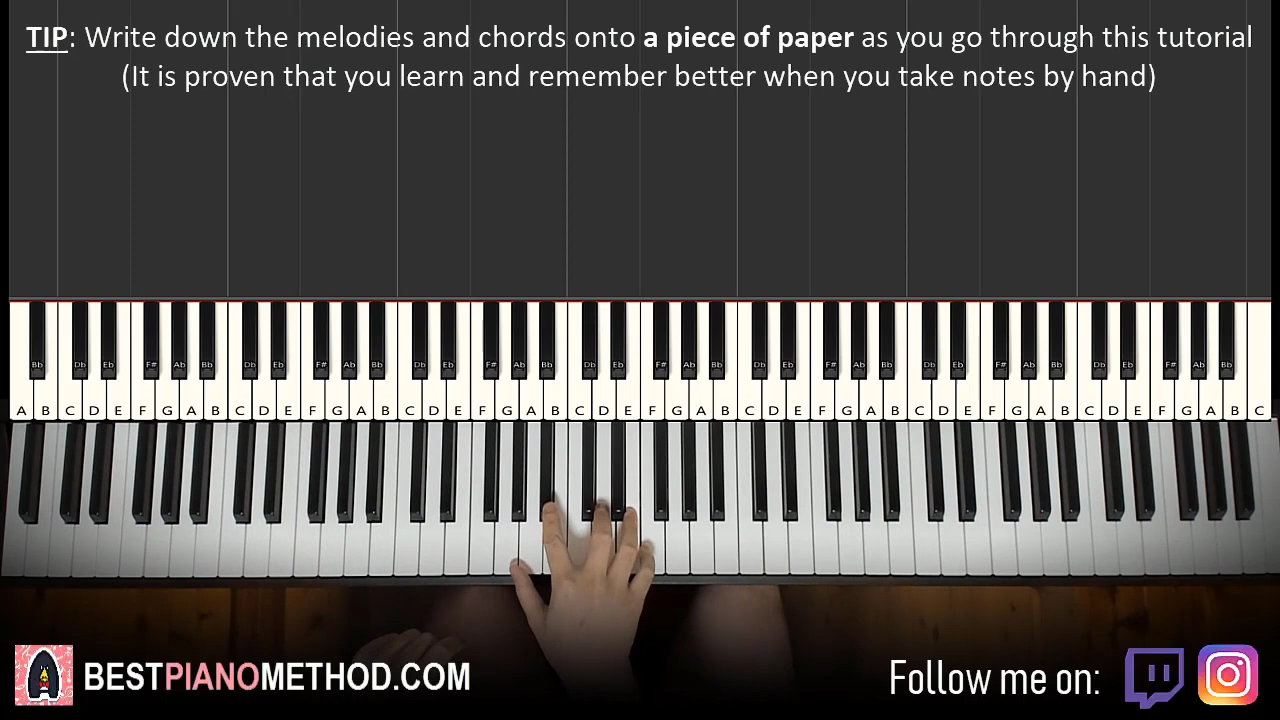 TIP: Write down the melodies and chords onto a piece of paper as you go through this tutorial
(It is proven that you learn and remember better when you take notes by hand)
Bb Db Eb F# Ab Bb Db Eb F# Ab Bb Db Eb F# Ab Bb Db Eb F# Ab Bb Db Eb F# Ab Bb Db Eb F# Ab Bb Db Eb F# Ab Bb
A B C D E F G A B C D E F G A B C D E F G A B C D E F G A B C D E F G A B C D E F G A B C D E F G A B C
BESTPIANOMETHOD.COM
Follow me on: